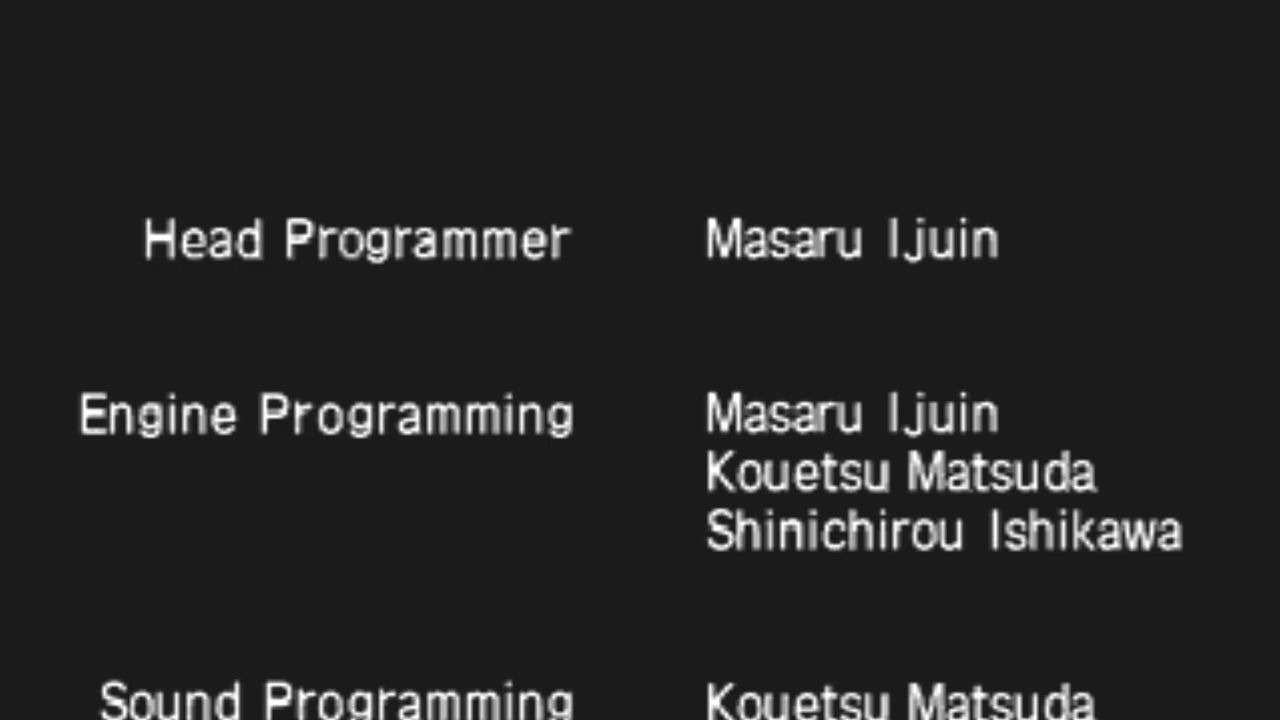 Head Programmer Masaru Ijuin
Engine Programming Masaru Ijuin
Kouetsu Matsuda
Shinichirou Ishikawa
Sound Programming Kouetsu Matsuda